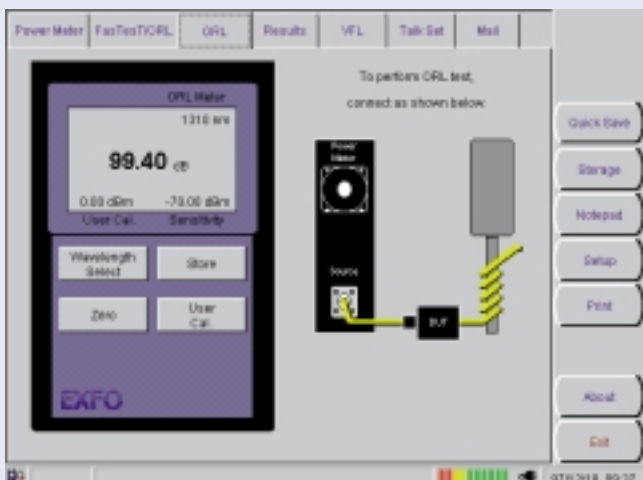 Power Meter FasTesT/ORL ORL Results VFL Talk Set Mail
ORL Meter
1310 nm
99.40 dB
0.00 dBm -70.00 dBm
User Cal. Sensitivity
Wavelength Select
Store
Zero
User Cal.
EXFO
To perform ORL test,
connect as shown below.
Power Meter
Source
DUT
Quick Save
Storage
Notepad
Setup
Print
About
Exit